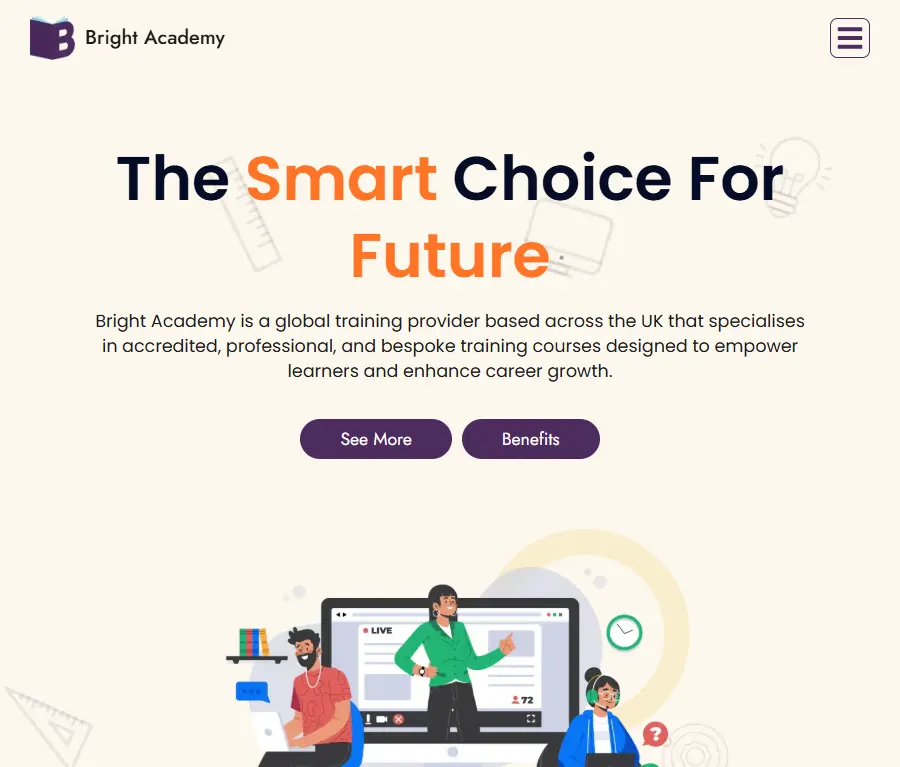 Bright Academy
The Smart Choice For
Future
Bright Academy is a global training provider based across the UK that specialises
in accredited, professional, and bespoke training courses designed to empower
learners and enhance career growth.
See More
Benefits
LIVE
72
?